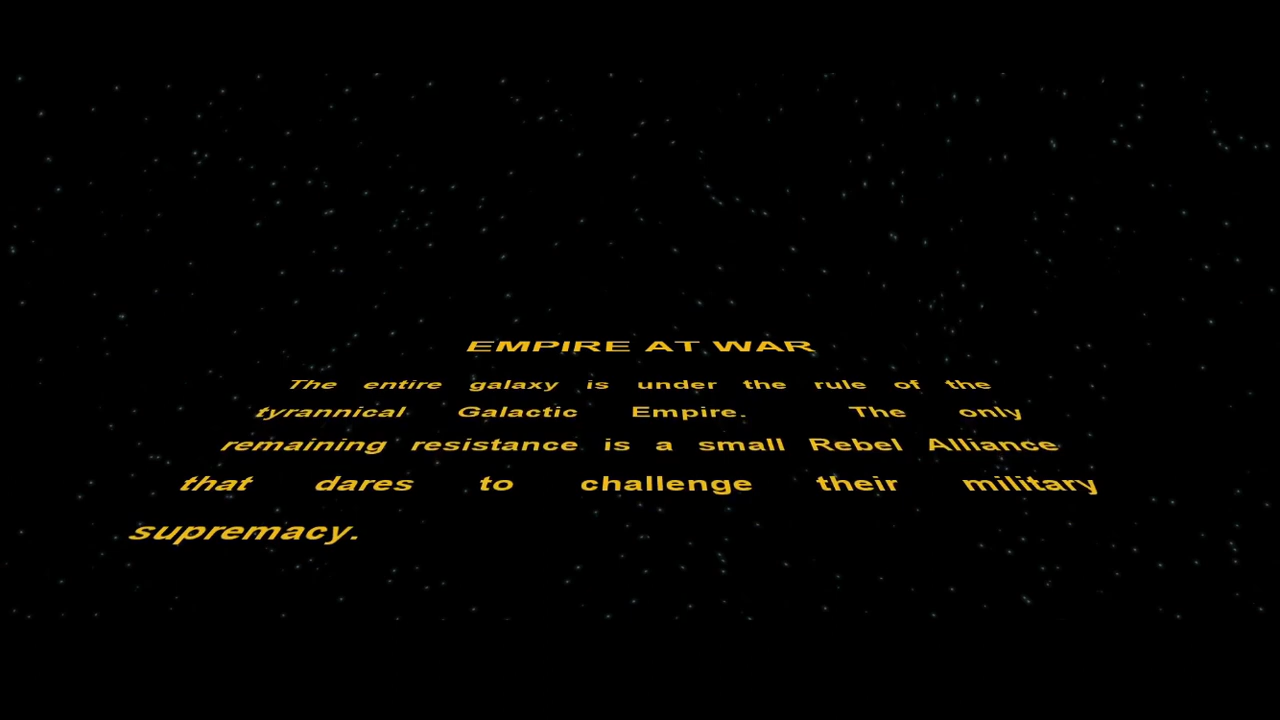 EMPIRE AT WAR
The entire galaxy is under the rule of the
tyrannical Galactic Empire. The only
remaining resistance is a small Rebel Alliance
that dares to challenge their military
supremacy.